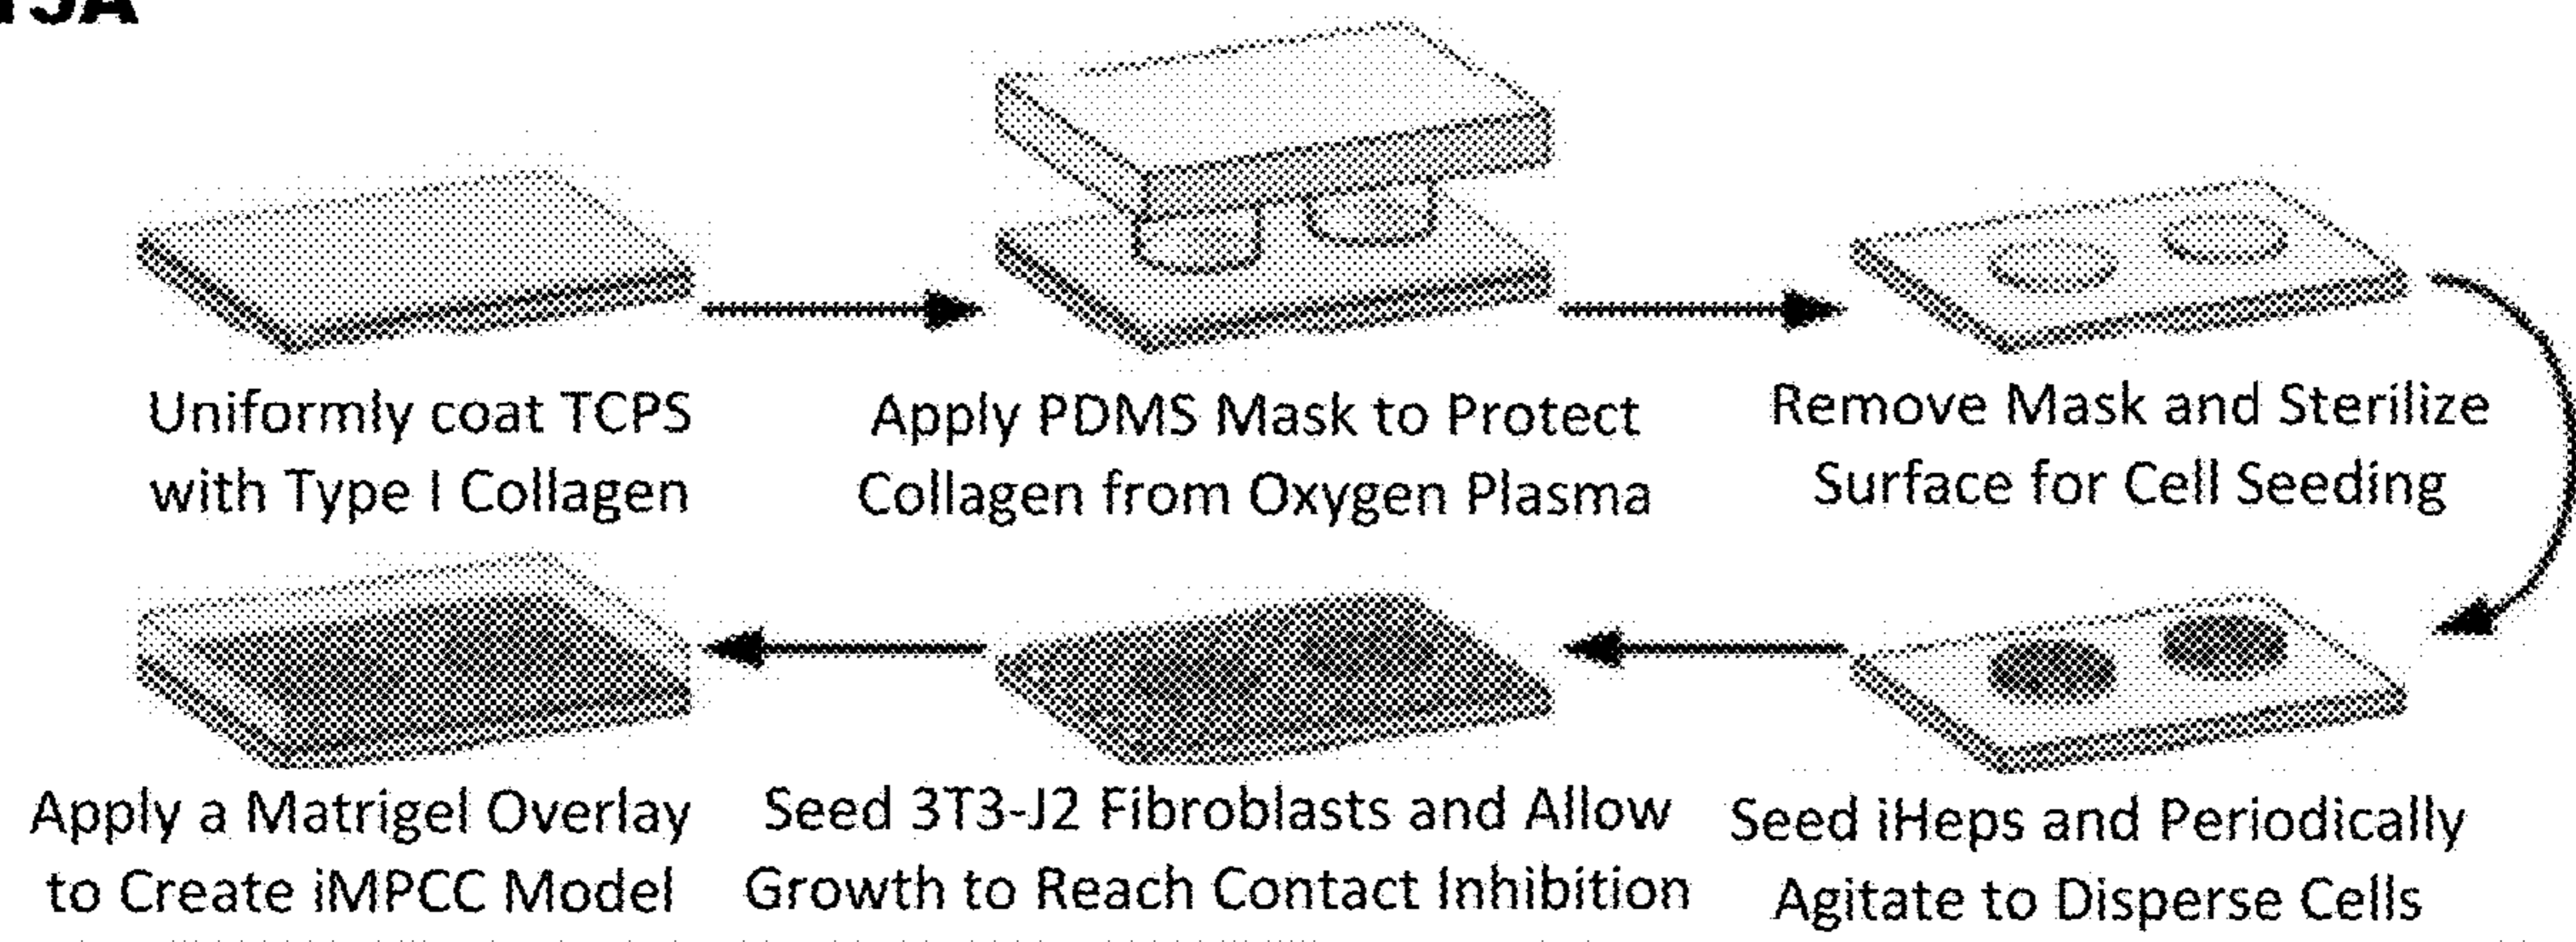 Uniformly coat TCPS
with Type I Collagen
Apply PDMS Mask to Protect
Collagen from Oxygen Plasma
Remove Mask and Sterilize
Surface for Cell Seeding
Seed iHeps and Periodically
Agitate to Disperse Cells
Seed 3T3-J2 Fibroblasts and Allow
Growth to Reach Contact Inhibition
Apply a Matrigel Overlay
to Create iMPCC Model